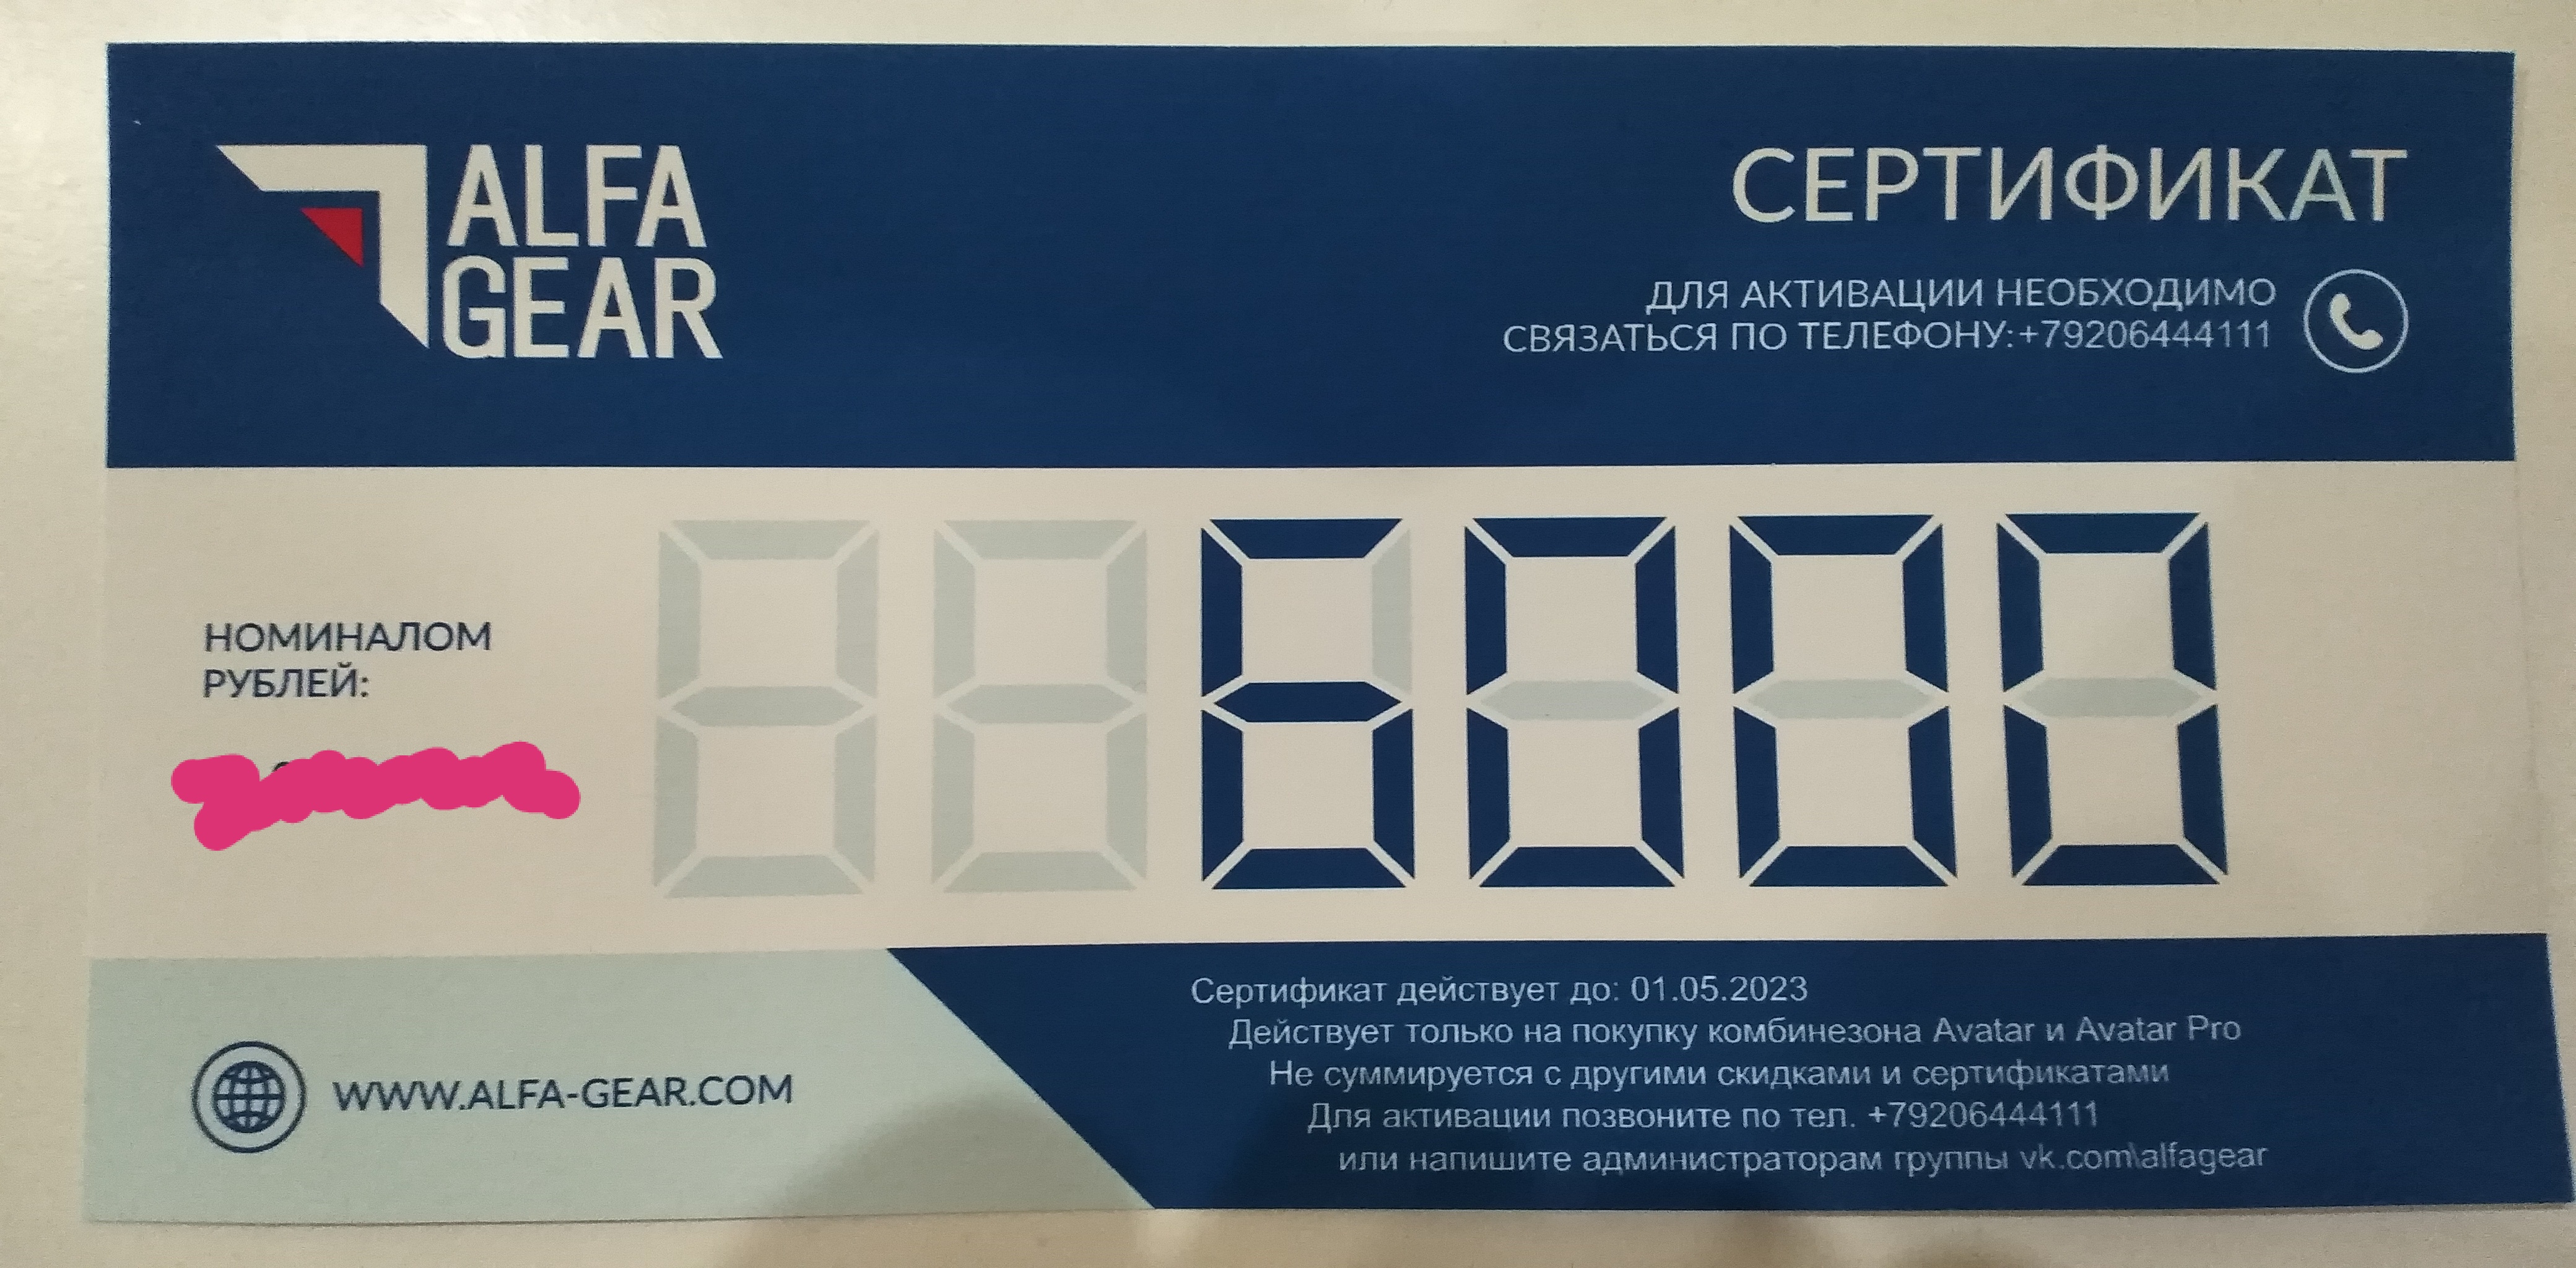 ALFA
GEAR
СЕРТИФИКАТ
ДЛЯ АКТИВАЦИИ НЕОБХОДИМО
СВЯЗАТЬСЯ ПО ТЕЛЕФОНУ:+79206444111
НОМИНАЛОМ
РУБЛЕЙ:
6000
WWW.ALFA-GEAR.COM
Сертификат действует до: 01.05.2023
Действует только на покупку комбинезона Avatar и Avatar Pro
Не суммируется с другими скидками и сертификатами
Для активации позвоните по тел. +79206444111
или напишите администраторам группы vk.com\alfagear